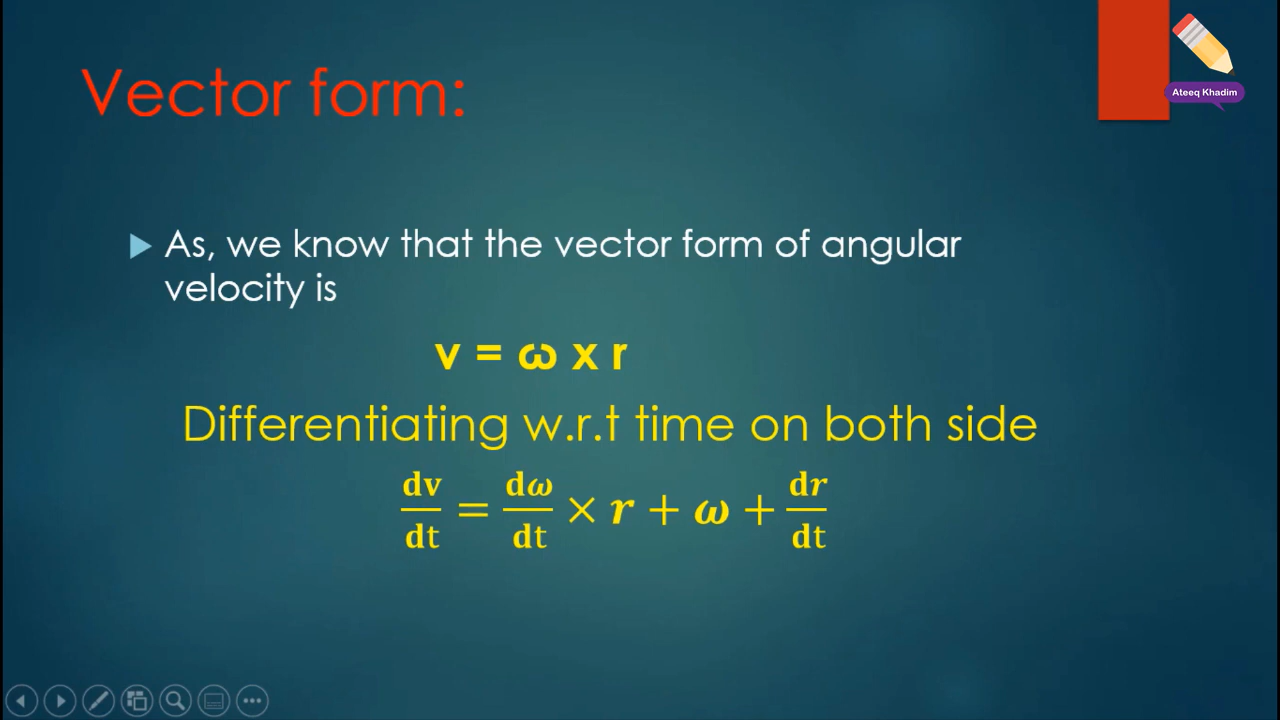 Vector form:
Ateeq Khadim
As, we know that the vector form of angular
velocity is
v = ω x r
Differentiating w.r.t time on both side
dv/dt = dω/dt × r + ω + dr/dt